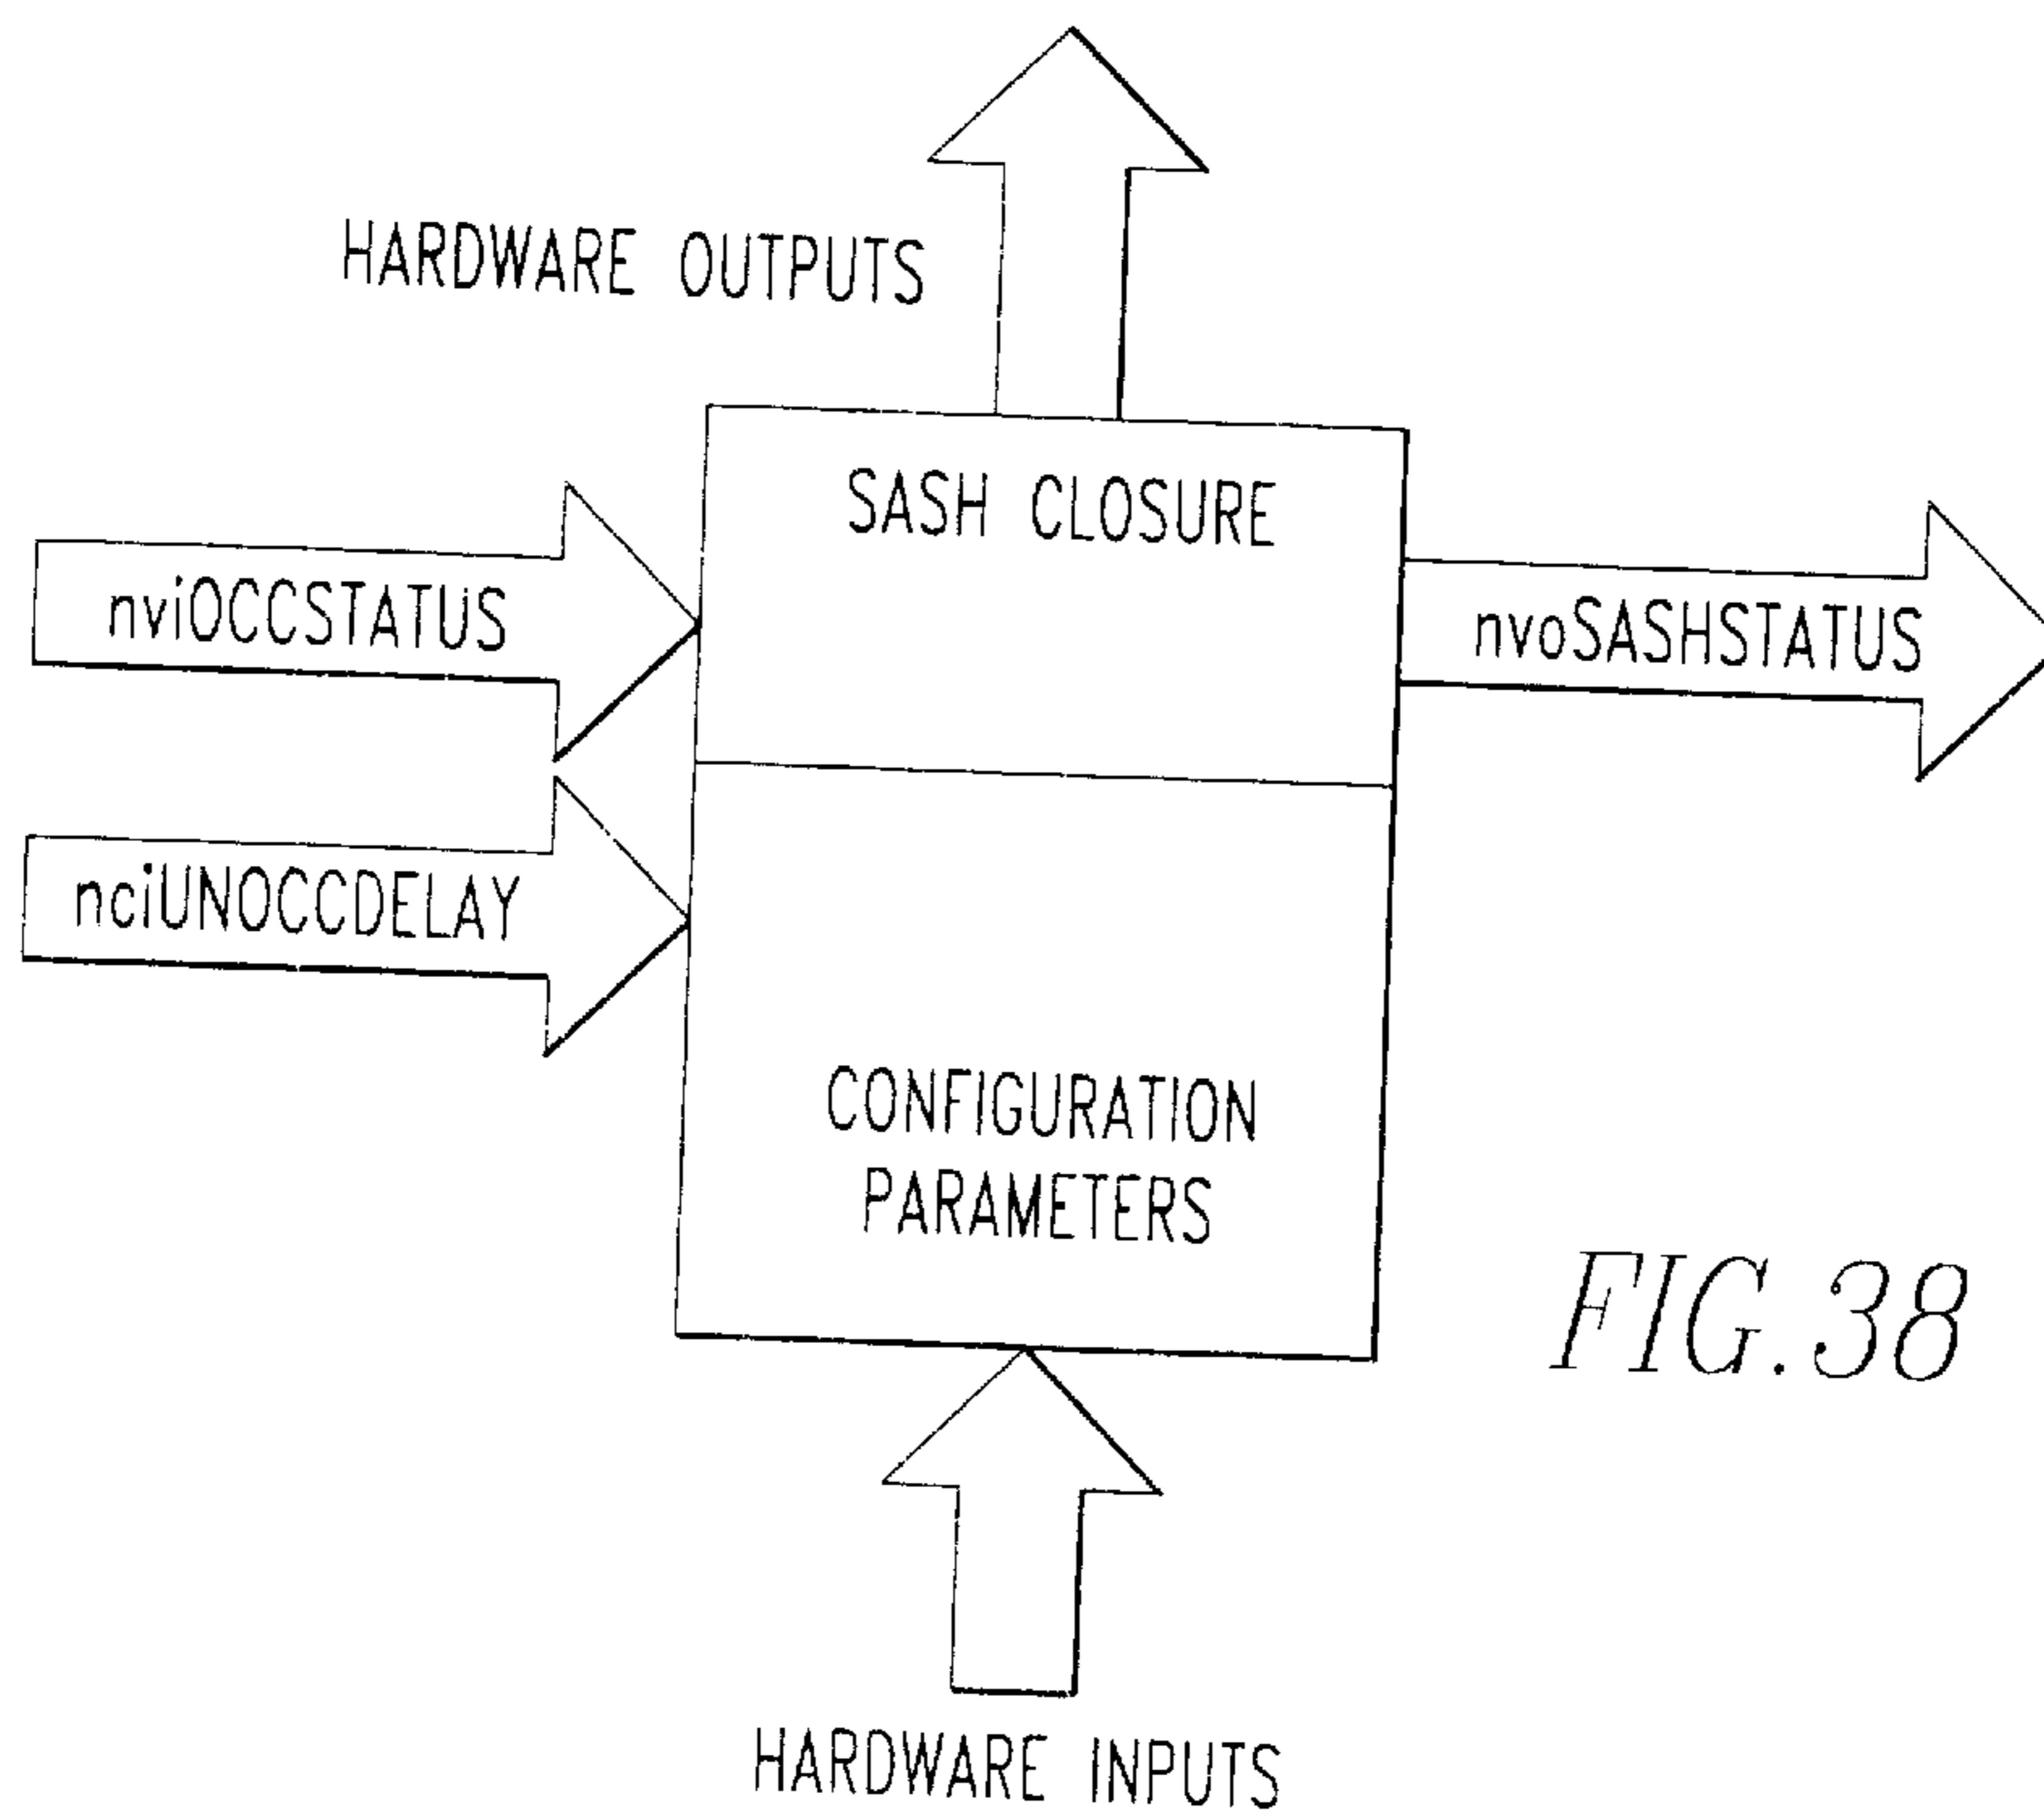 HARDWARE OUTPUTS
SASH CLOSURE
nviOCCSTATUS
nvoSASHSTATUS
nciUNOCCDELAY
CONFIGURATION
PARAMETERS
FIG.38
HARDWARE INPUTS